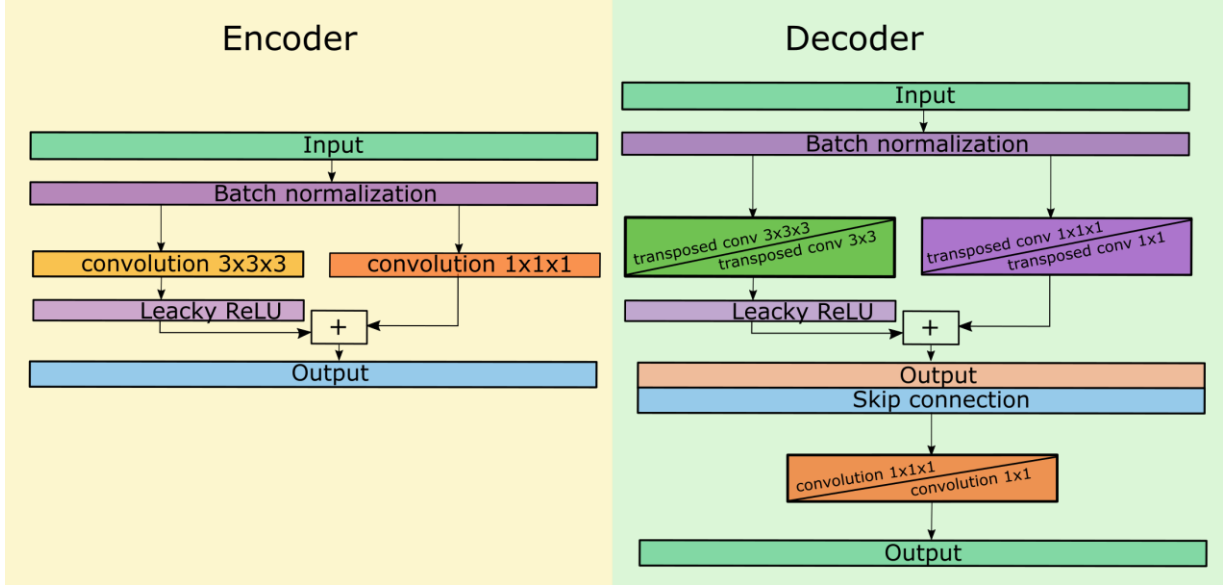 Encoder
Input
Batch normalization
convolution 3x3x3
convolution 1x1x1
Leacky ReLU
+
Output
Decoder
Input
Batch normalization
transposed conv 3x3x3
transposed conv 3x3
transposed conv 1x1x1
transposed conv 1x1
Leacky ReLU
+
Output
Skip connection
convolution 1x1x1
convolution 1x1
Output